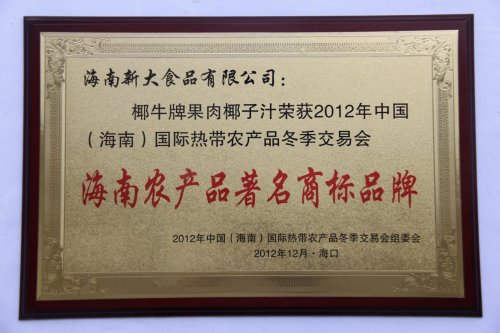 海南新大食品有限公司：
椰牛牌果肉椰子汁荣获2012年中国
（海南）国际热带农产品冬季交易会
海南农产品著名商标品牌
2012年中国（海南）国际热带农产品冬季交易会组委会
2012年12月·海口